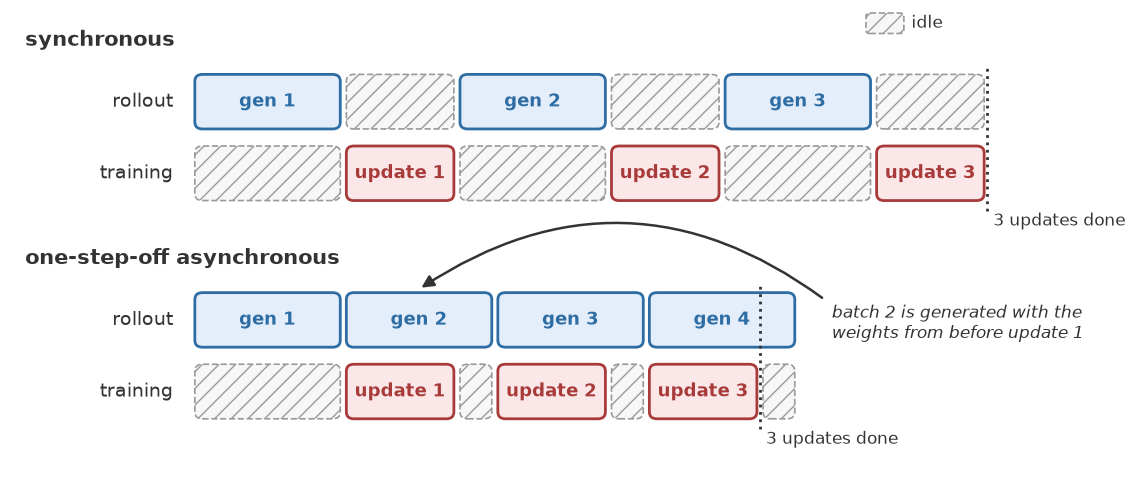 idle
synchronous
rollout
gen 1
gen 2
gen 3
training
update 1
update 2
update 3
3 updates done
one-step-off asynchronous
rollout
gen 1
gen 2
gen 3
gen 4
batch 2 is generated with the
weights from before update 1
training
update 1
update 2
update 3
3 updates done